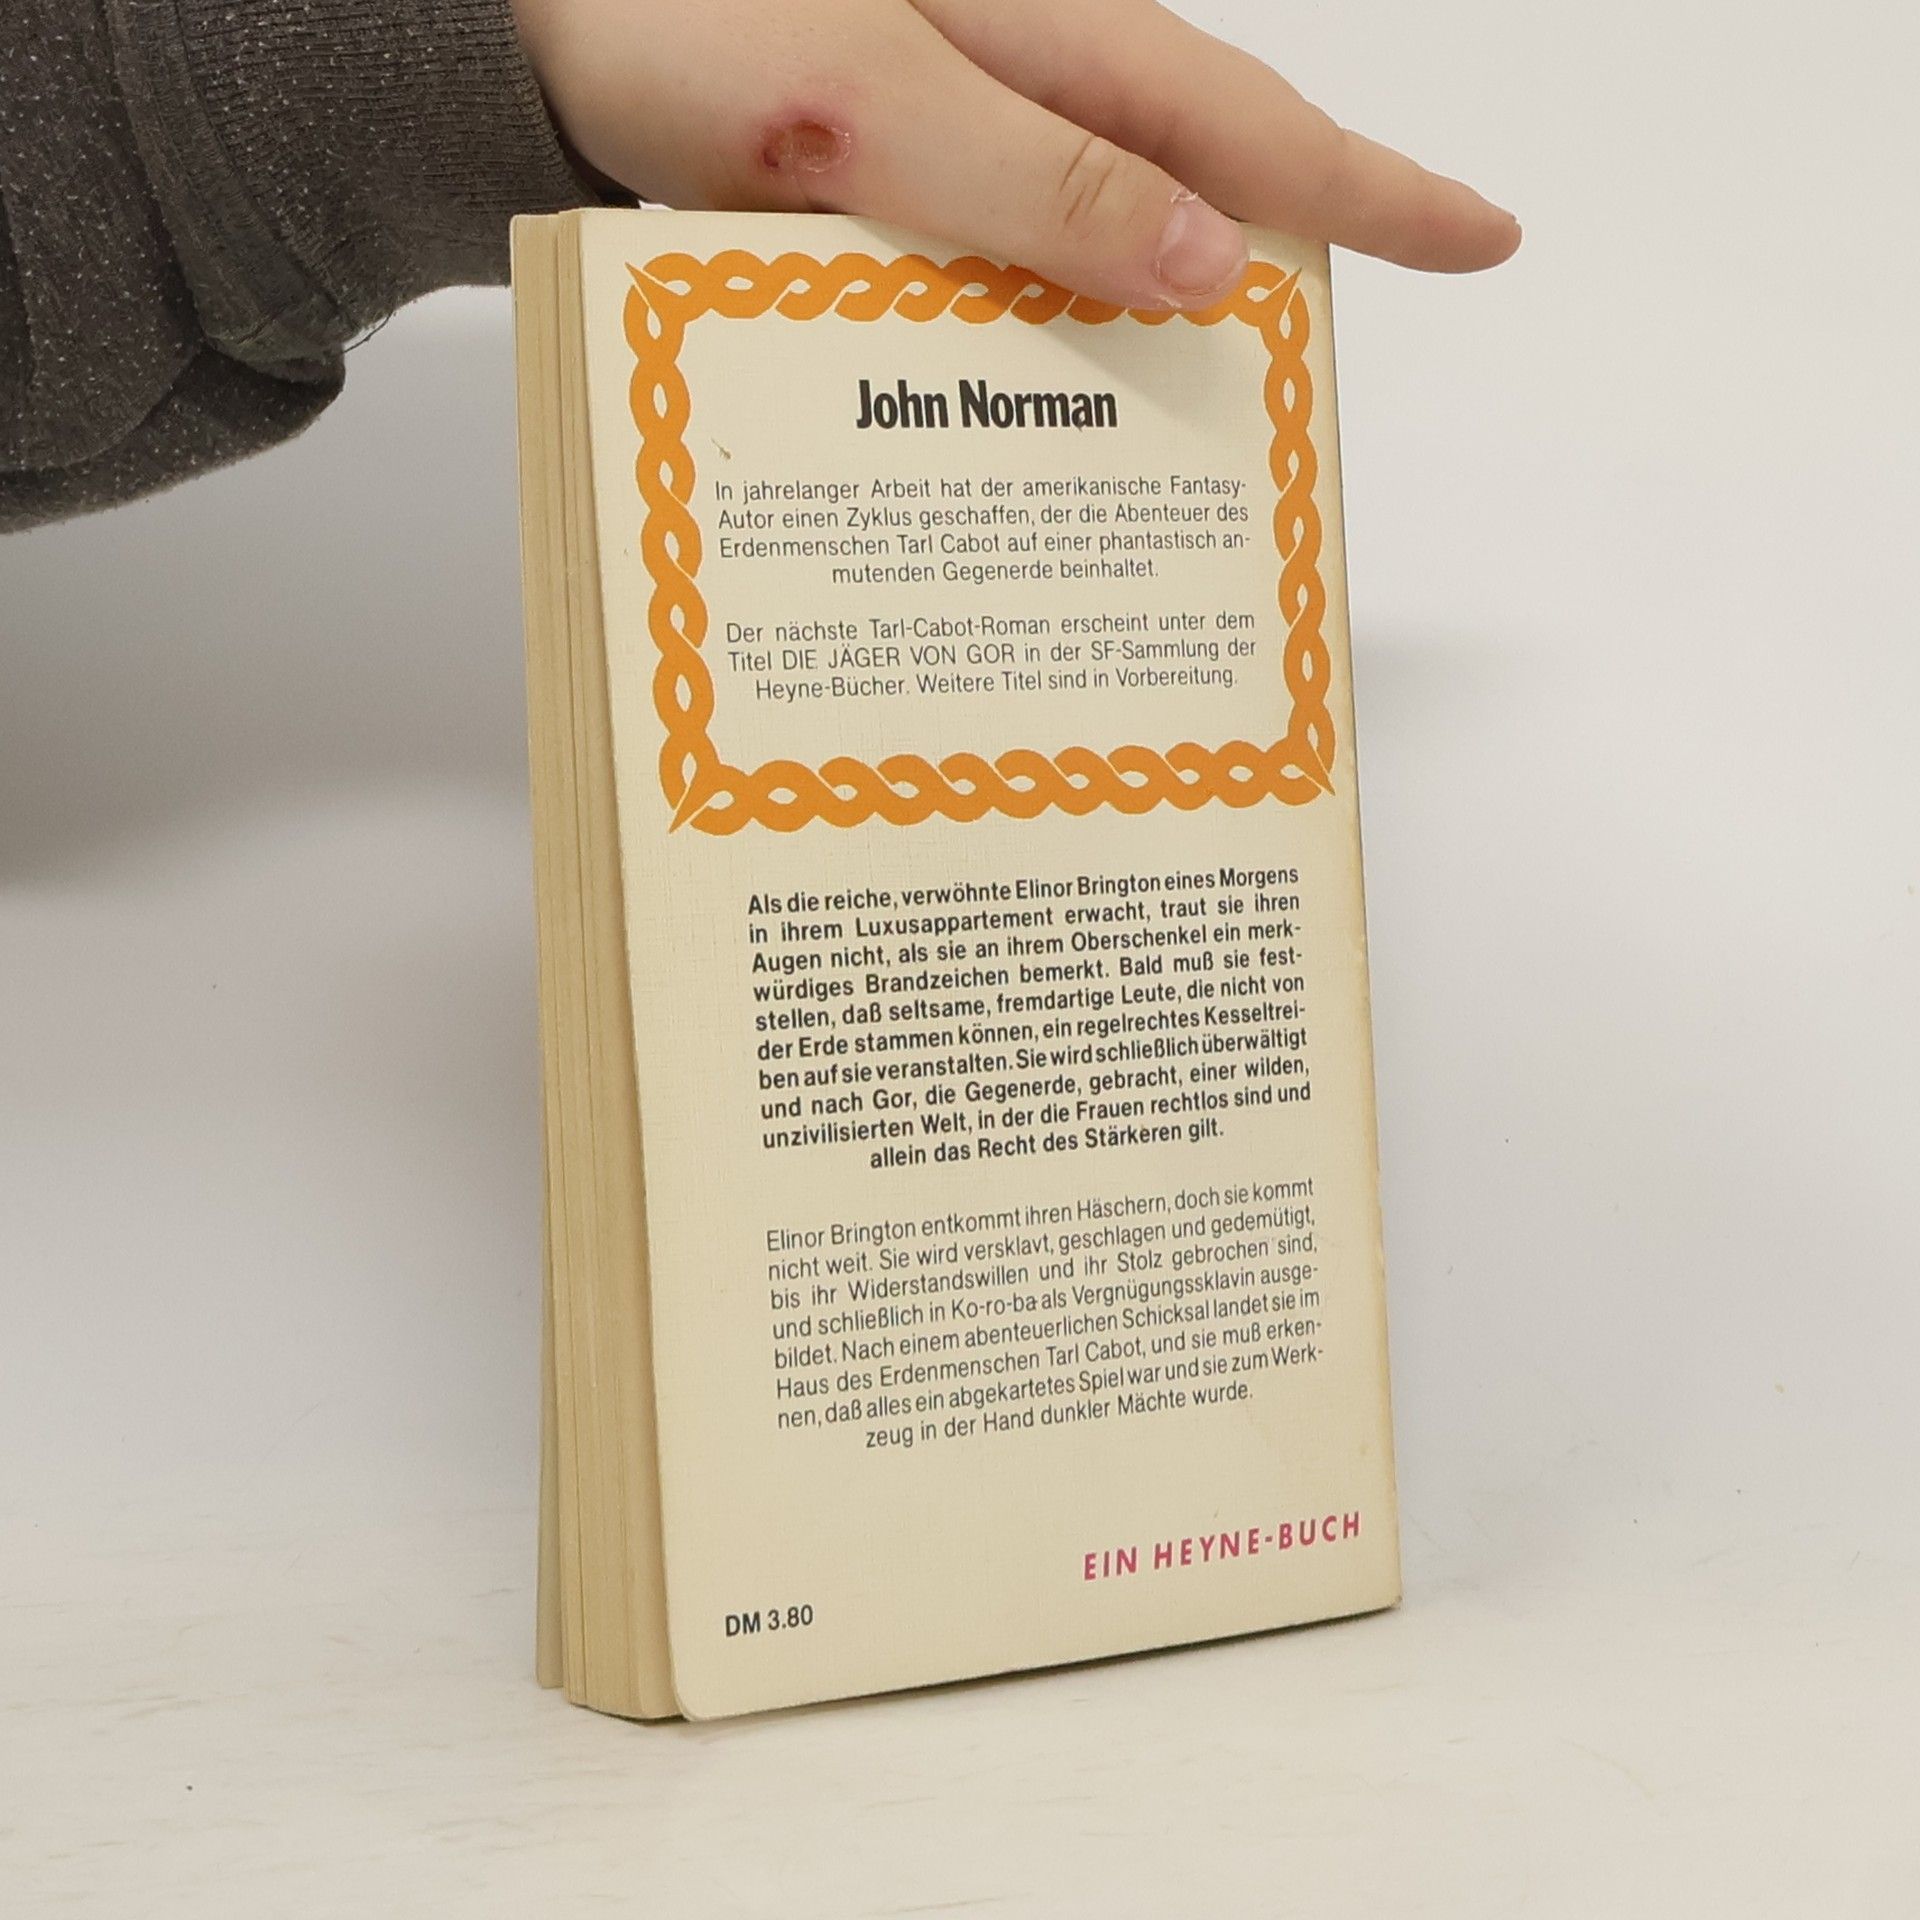 John Norman
In jahrelanger Arbeit hat der amerikanische Fantasy-
Autor einen Zyklus geschaffen, der die Abenteuer des
Erdenmenschen Tarl Cabot auf einer phantastisch an-
mutenden Gegenerde beinhaltet.
Der nächste Tarl-Cabot-Roman erscheint unter dem
Titel DIE JÄGER VON GOR in der SF-Sammlung der
Heyne-Bücher. Weitere Titel sind in Vorbereitung.
Als die reiche, verwöhnte Elinor Brington eines Morgens
in ihrem Luxusappartement erwacht, traut sie ihren
Augen nicht, als sie an ihrem Oberschenkel ein merk-
würdiges Brandzeichen bemerkt. Bald muß sie fest-
stellen, daß seltsame, fremdartige Leute, die nicht von
der Erde stammen können, ein regelrechtes Kesseltrei-
ben auf sie veranstalten. Sie wird schließlich überwältigt
und nach Gor, die Gegenerde, gebracht, einer wilden,
unzivilisierten Welt, in der die Frauen rechtlos sind und
allein das Recht des Stärkeren gilt.
Elinor Brington entkommt ihren Häschern, doch sie kommt
nicht weit. Sie wird versklavt, geschlagen und gedemütigt,
bis ihr Widerstandswillen und ihr Stolz gebrochen sind,
und schließlich in Ko-ro-ba als Vergnügungssklavin ausge-
bildet. Nach einem abenteuerlichen Schicksal landet sie im
Haus des Erdenmenschen Tarl Cabot, und sie muß erken-
nen, daß alles ein abgekartetes Spiel war und sie zum Werk-
zeug in der Hand dunkler Mächte wurde.
EIN HEYNE-BUCH
DM 3.80